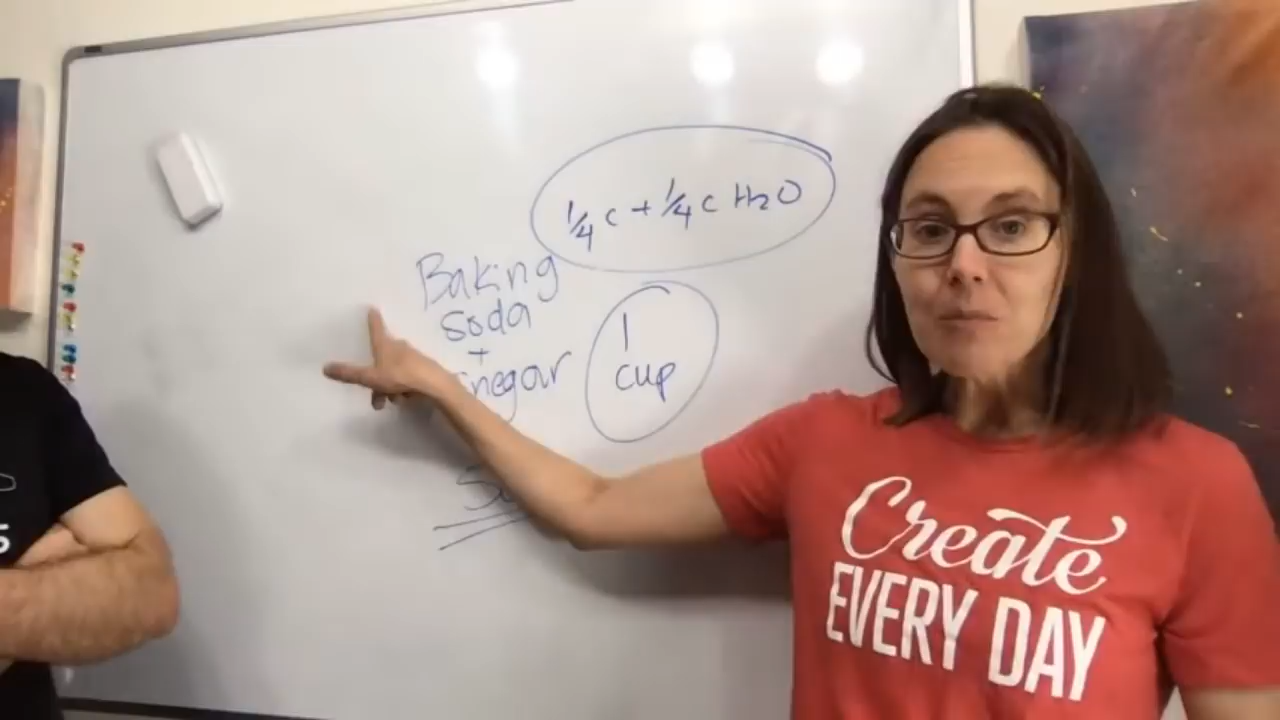 ¼ c + ¼ c H₂O
Baking
soda
+
1
cup
Create
EVERY DAY